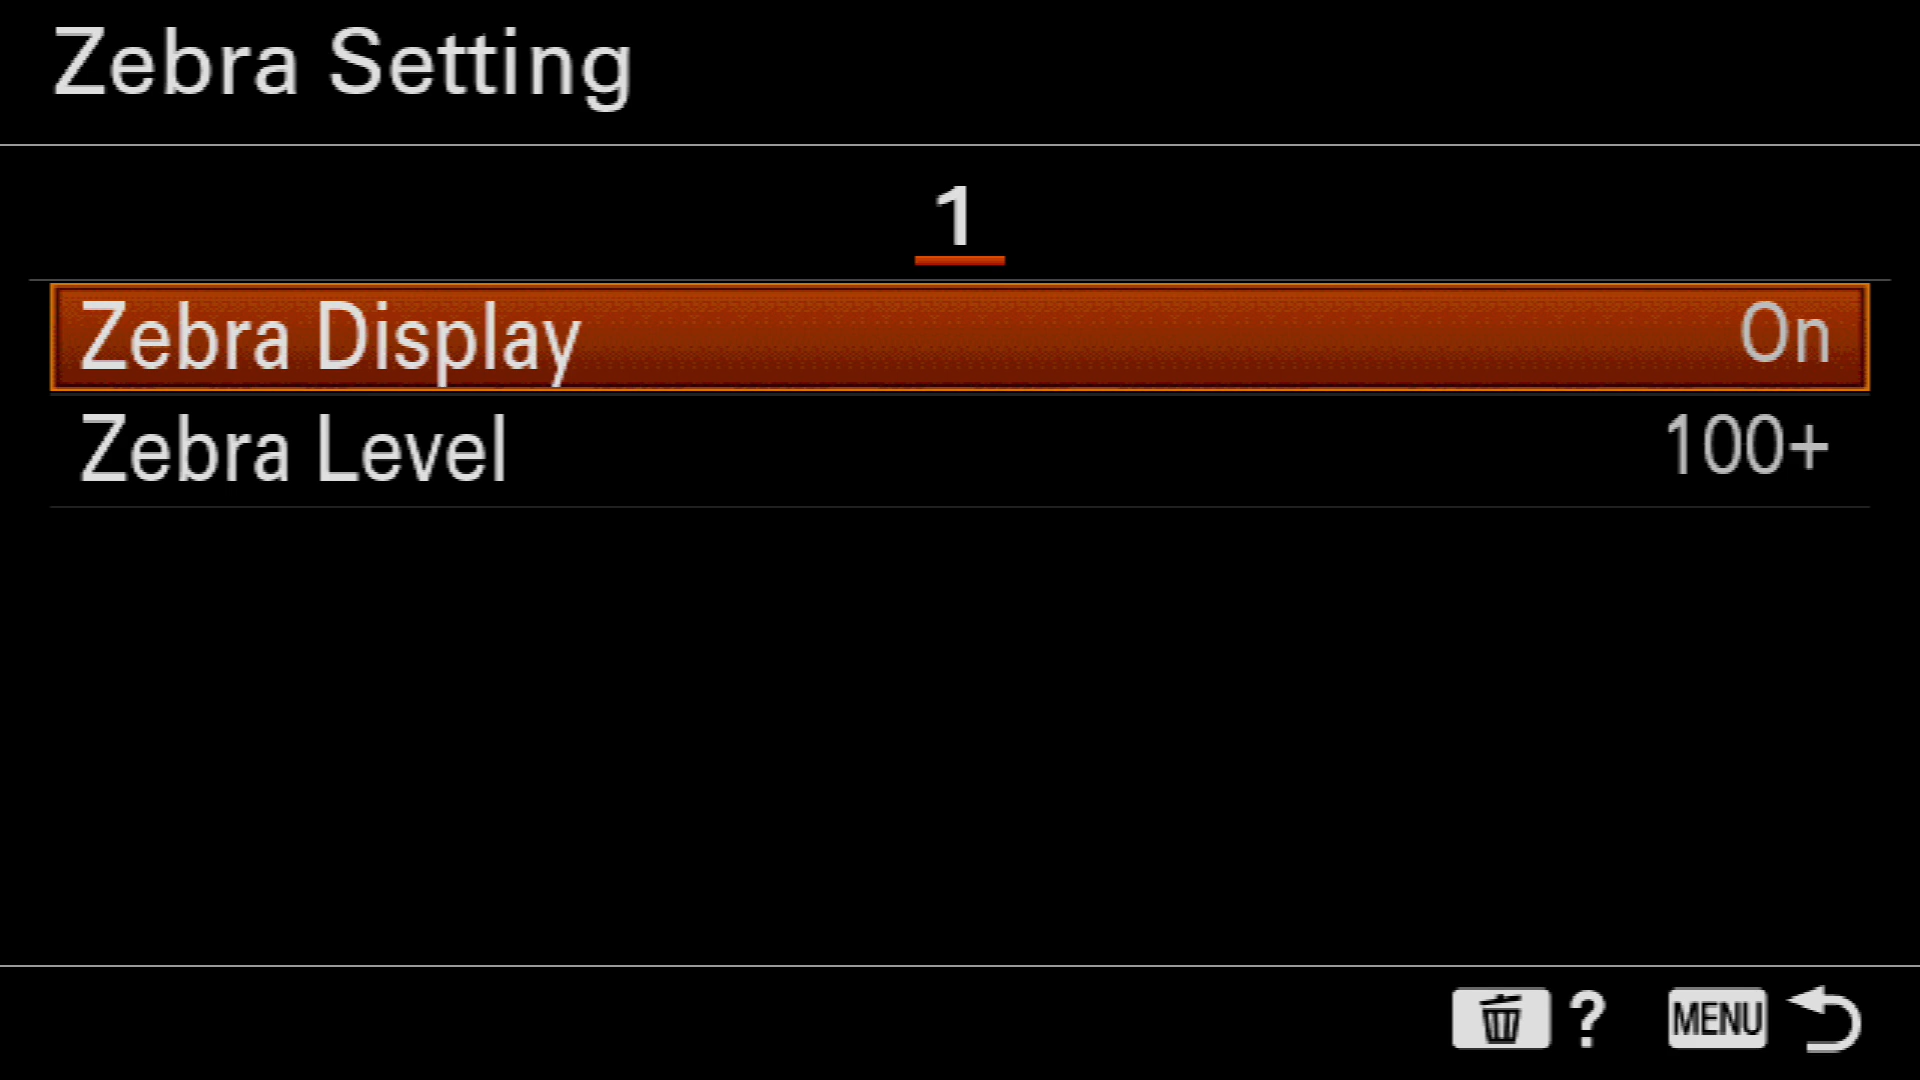 Zebra Setting
1
Zebra Display On
Zebra Level 100+
? MENU